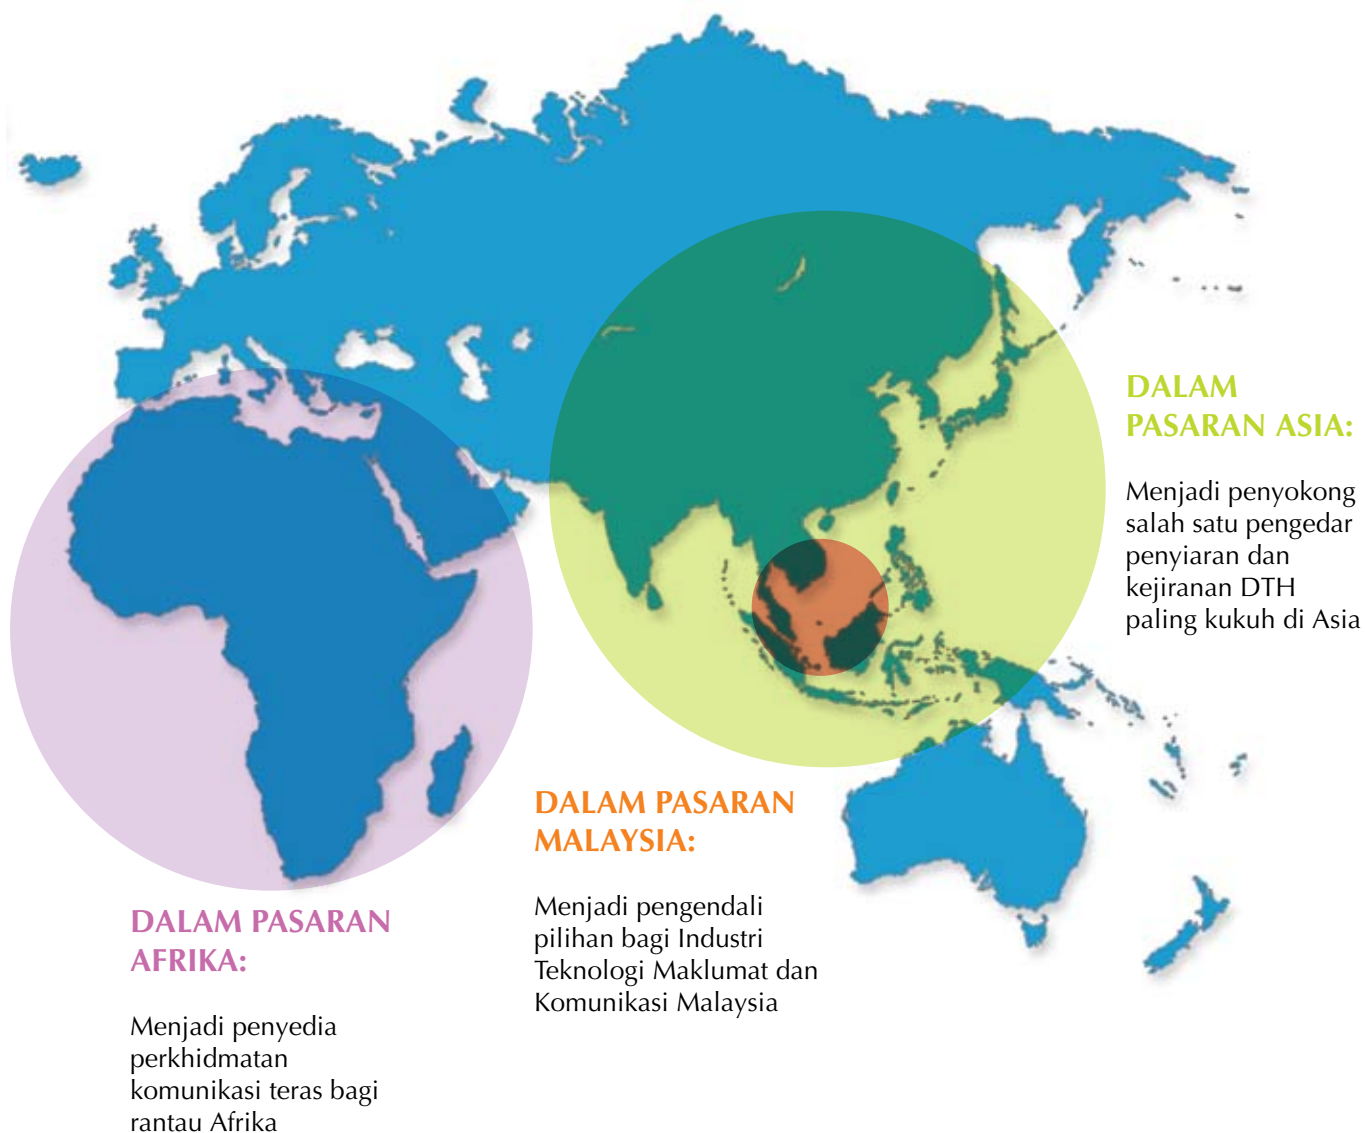 DALAM
PASARAN ASIA:
Menjadi penyokong
salah satu pengedar
penyiaran dan
kejiranan DTH
paling kukuh di Asia
DALAM PASARAN
MALAYSIA:
Menjadi pengendali
pilihan bagi Industri
Teknologi Maklumat dan
Komunikasi Malaysia
DALAM PASARAN
AFRIKA:
Menjadi penyedia
perkhidmatan
komunikasi teras bagi
rantau Afrika